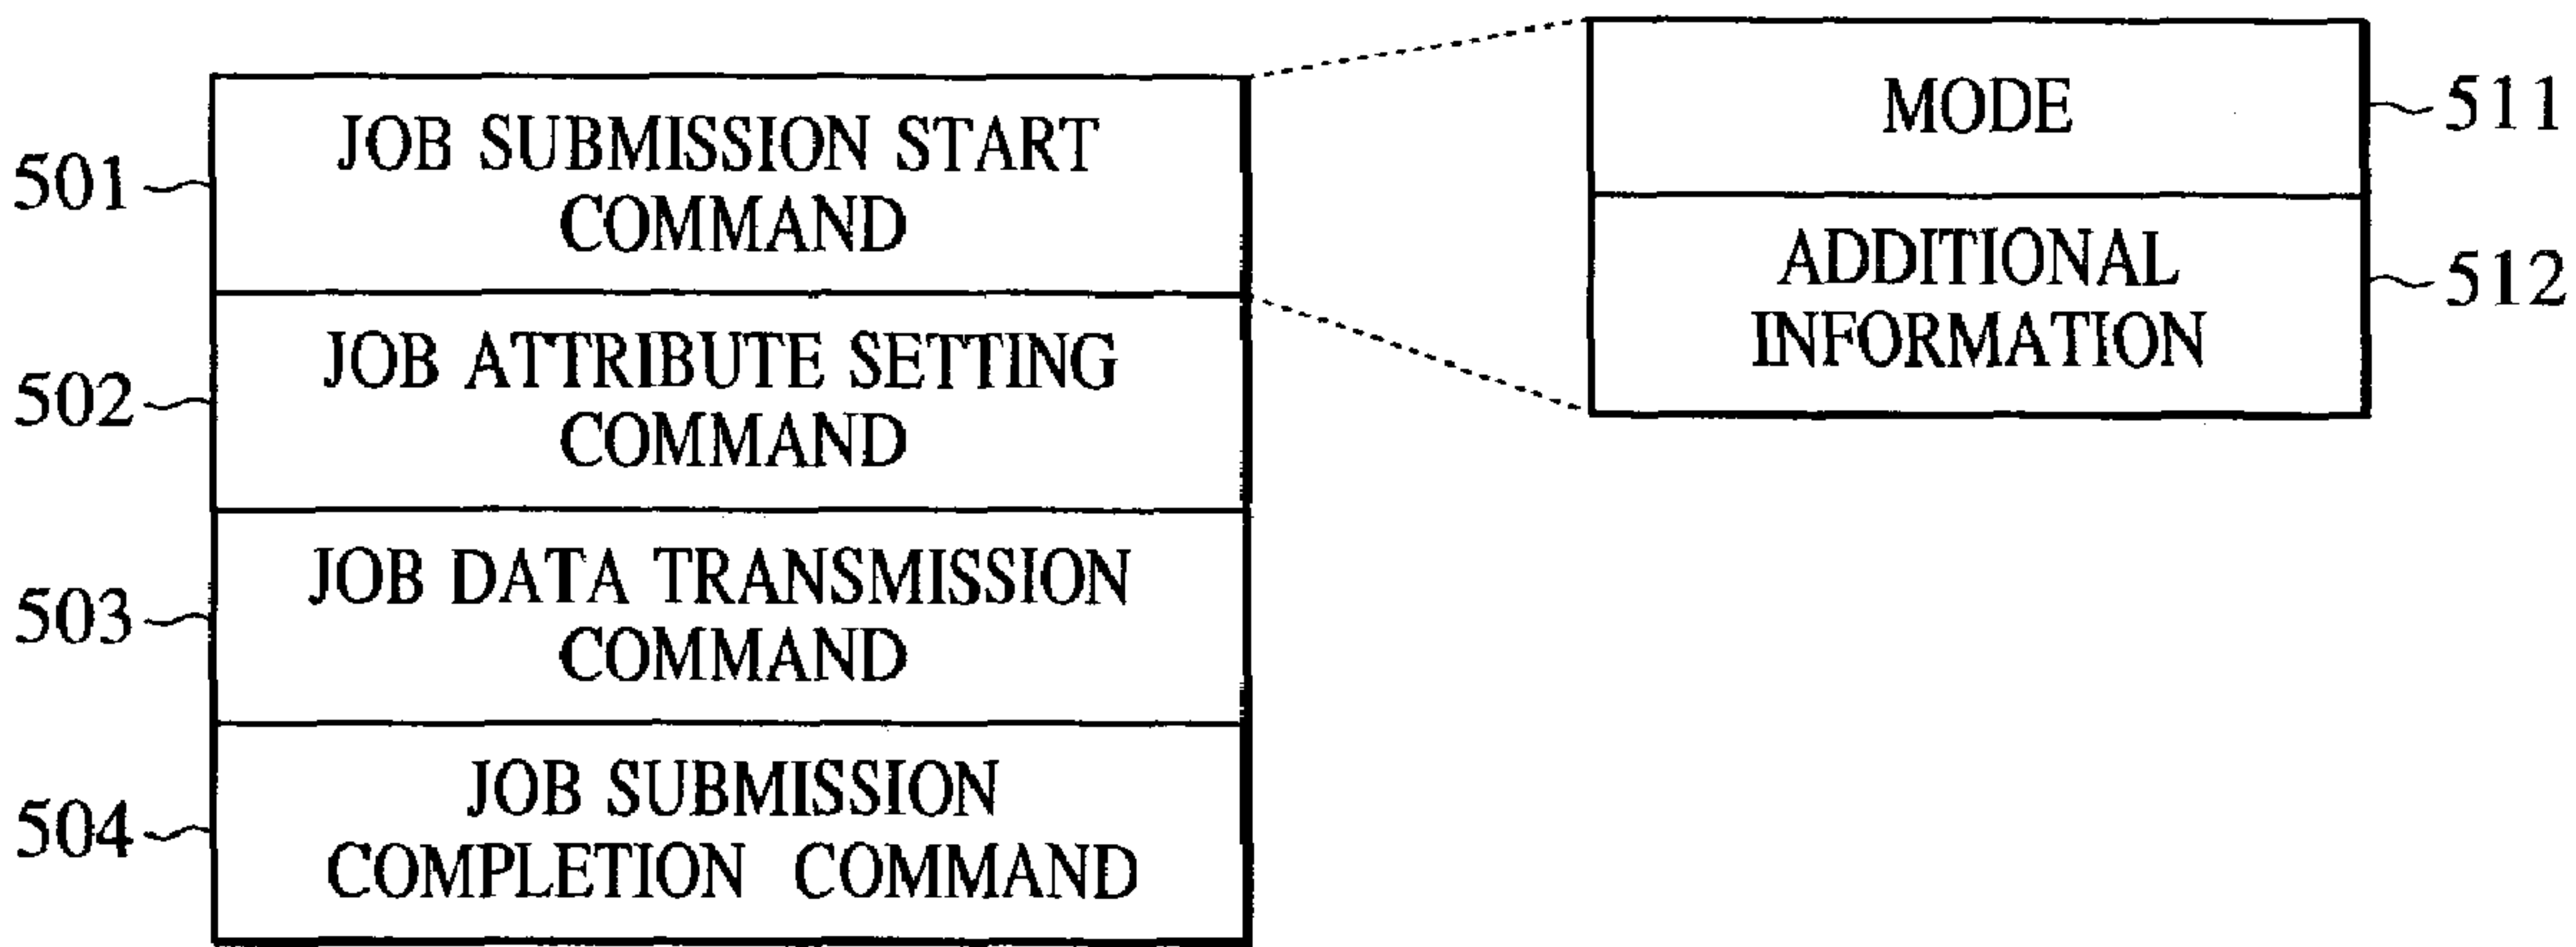 501
JOB SUBMISSION START
COMMAND
502
JOB ATTRIBUTE SETTING
COMMAND
503
JOB DATA TRANSMISSION
COMMAND
504
JOB SUBMISSION
COMPLETION COMMAND
MODE
511
ADDITIONAL
INFORMATION
512